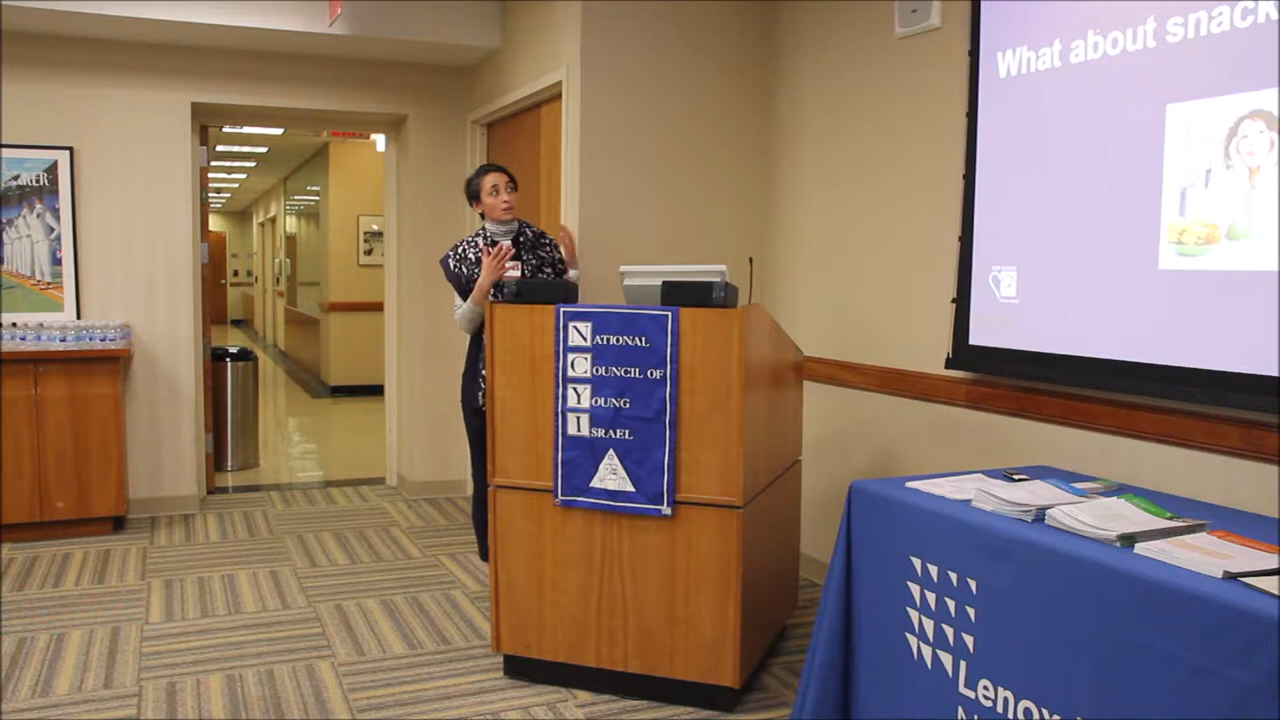 What about snack
NATIONAL
COUNCIL OF
YOUNG
ISRAEL
Lenox